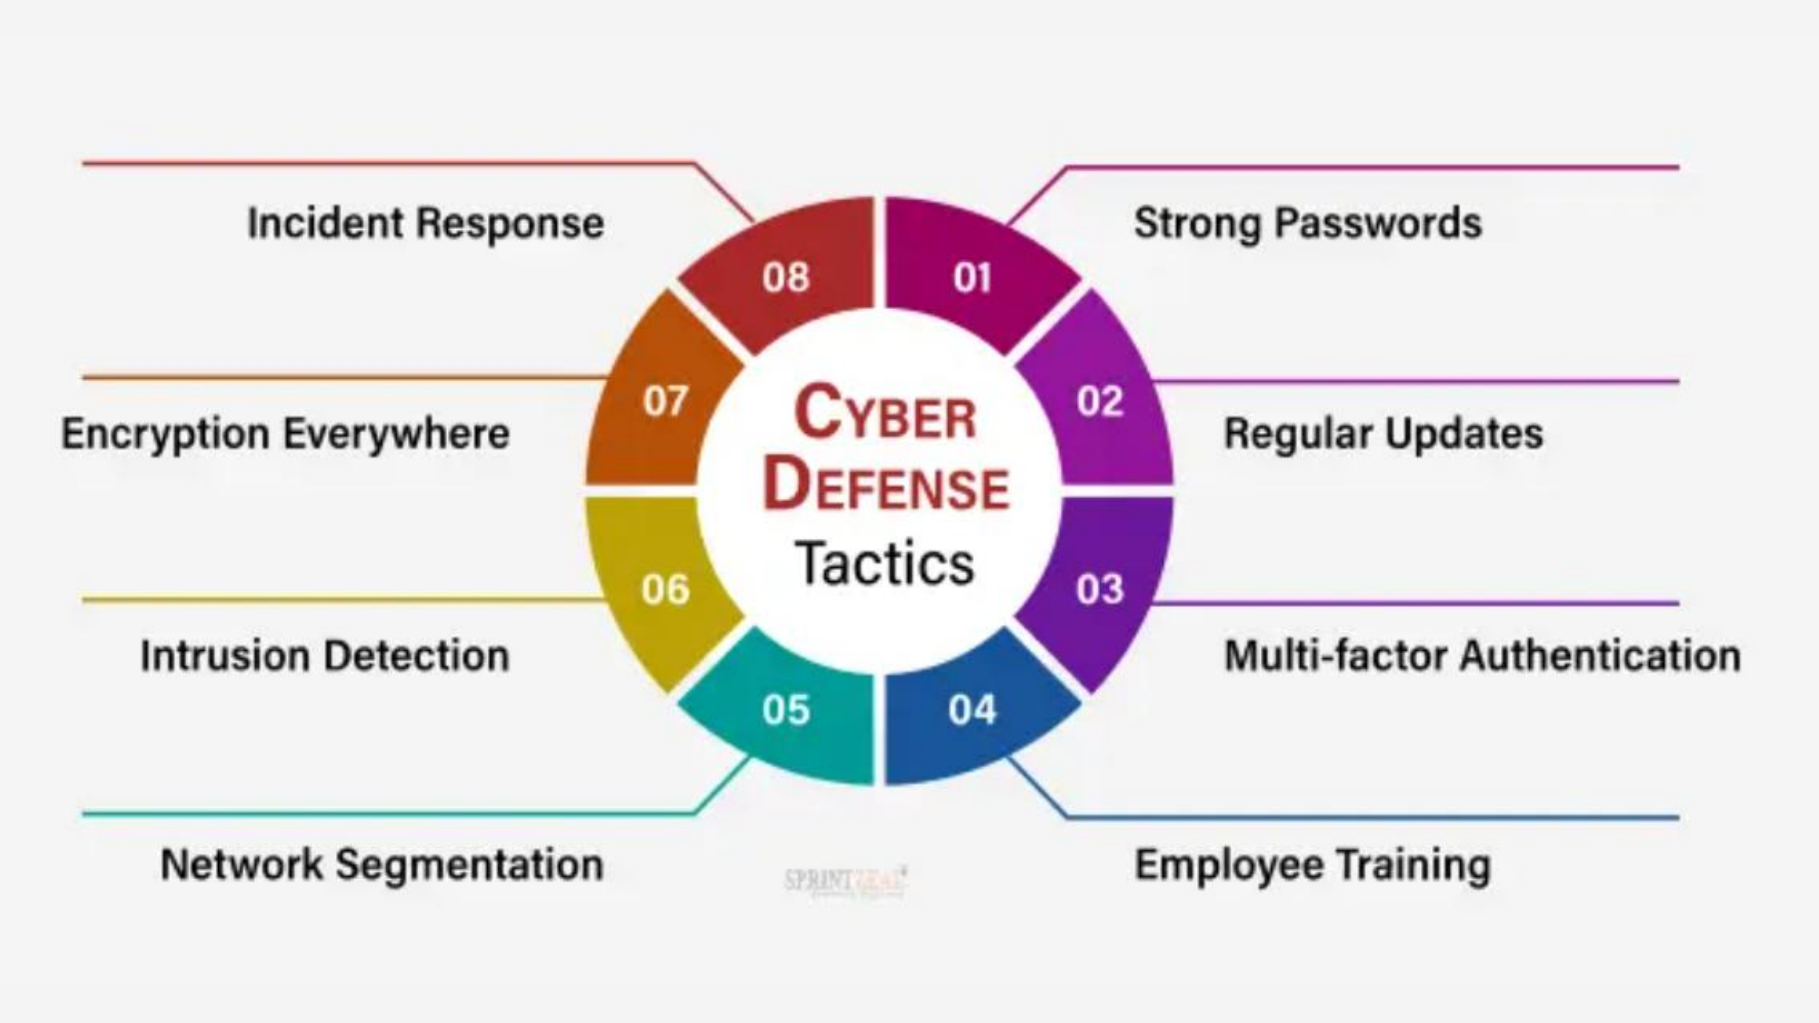 CYBER
DEFENSE
Tactics
01
Strong Passwords
02
Regular Updates
03
Multi-factor Authentication
04
Employee Training
05
Network Segmentation
06
Intrusion Detection
07
Encryption Everywhere
08
Incident Response
SPRINTZEAL